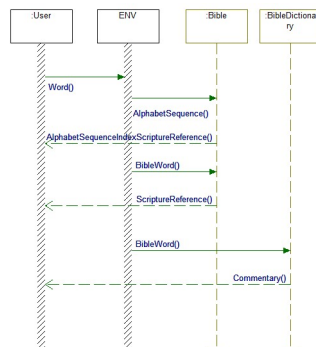 :User
ENV
:Bible
:BibleDictiona
ry
Word()
AlphabetSequence()
AlphabetSequenceIndexScriptureReference()
BibleWord()
ScriptureReference()
BibleWord()
Commentary()